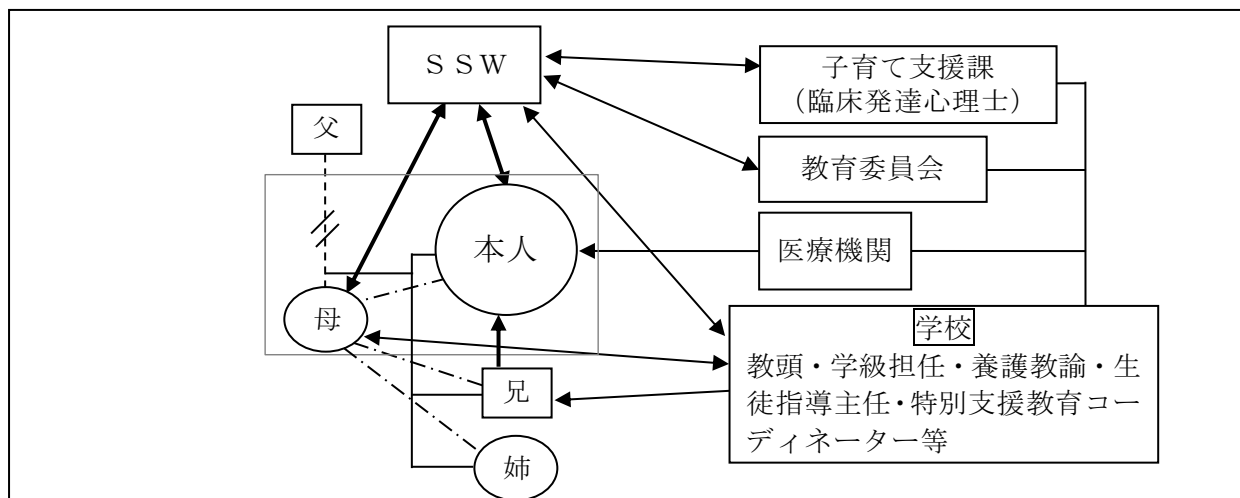 ＳＳＷ
子育て支援課
（臨床発達心理士）
父
教育委員会
本人
医療機関
母
学校
教頭・学級担任・養護教諭・生
徒指導主任・特別支援教育コー
ディネーター等
兄
姉